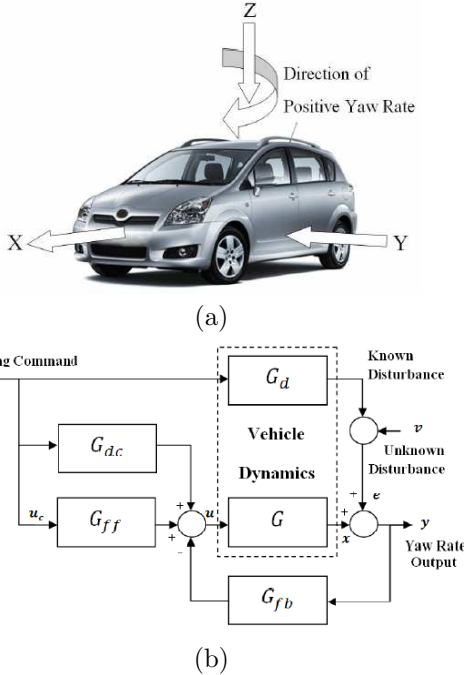 Z
Direction of
Positive Yaw Rate
X
Y
(a)
ng Command
Known
Disturbance
G_d
Vehicle
Dynamics
v
Unknown
Disturbance
G_dc
+
+ e
u_c
G_ff
+
-
u
G
+
x
y
Yaw Rate
Output
G_fb
(b)